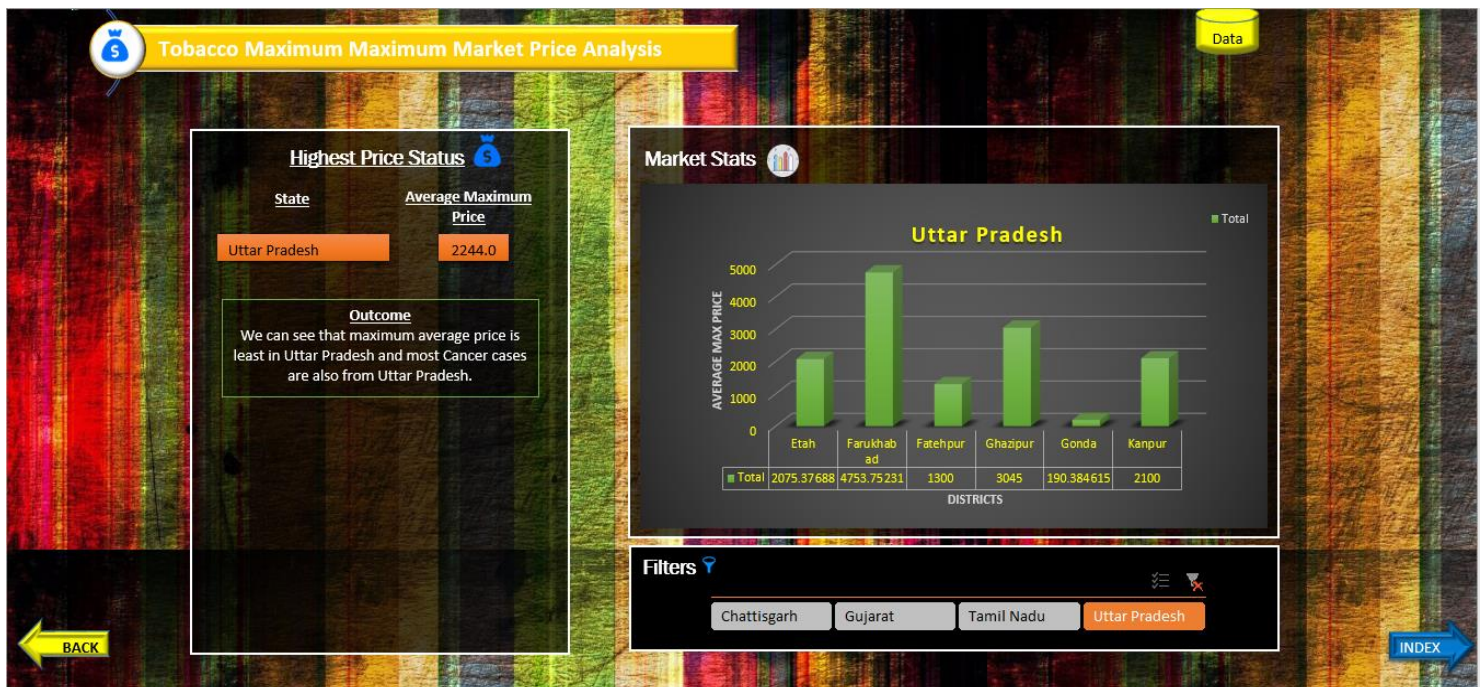 Tobacco Maximum Maximum Market Price Analysis
Data
Highest Price Status
State
Average Maximum
Price
Uttar Pradesh
2244.0
Outcome
We can see that maximum average price is
least in Uttar Pradesh and most Cancer cases
are also from Uttar Pradesh.
Market Stats
Uttar Pradesh
Total
AVERAGE MAX PRICE
5000
4000
3000
2000
1000
0
Etah Farukhab Fatehpur Ghazipur Gonda Kanpur
ad
Total 2075.37688 4753.75231 1300 3045 190.384615 2100
DISTRICTS
Filters
Chattisgarh Gujarat Tamil Nadu Uttar Pradesh
BACK
INDEX